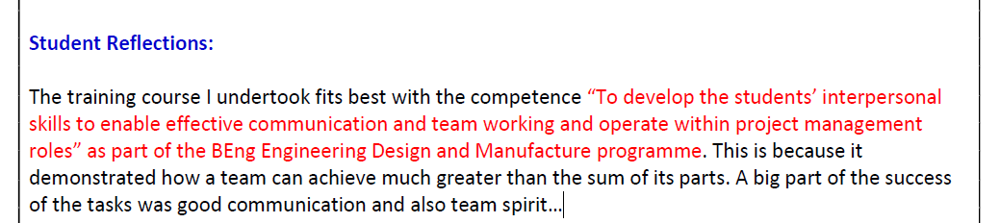 Student Reflections:
The training course I undertook fits best with the competence “To develop the students’ interpersonal
skills to enable effective communication and team working and operate within project management
roles” as part of the BEng Engineering Design and Manufacture programme. This is because it
demonstrated how a team can achieve much greater than the sum of its parts. A big part of the success
of the tasks was good communication and also team spirit...